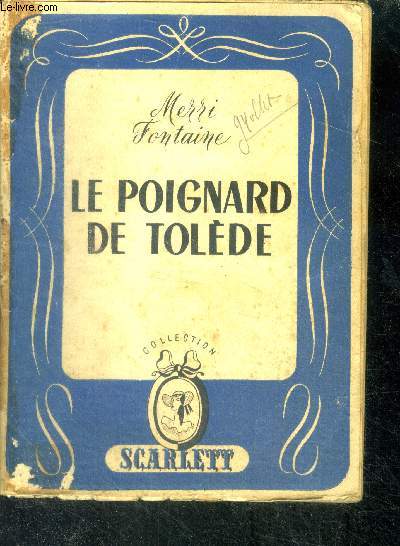 Le-livre.com
Merri
Fontaine
LE POIGNARD
DE TOLÈDE
COLLECTION
SCARLETT